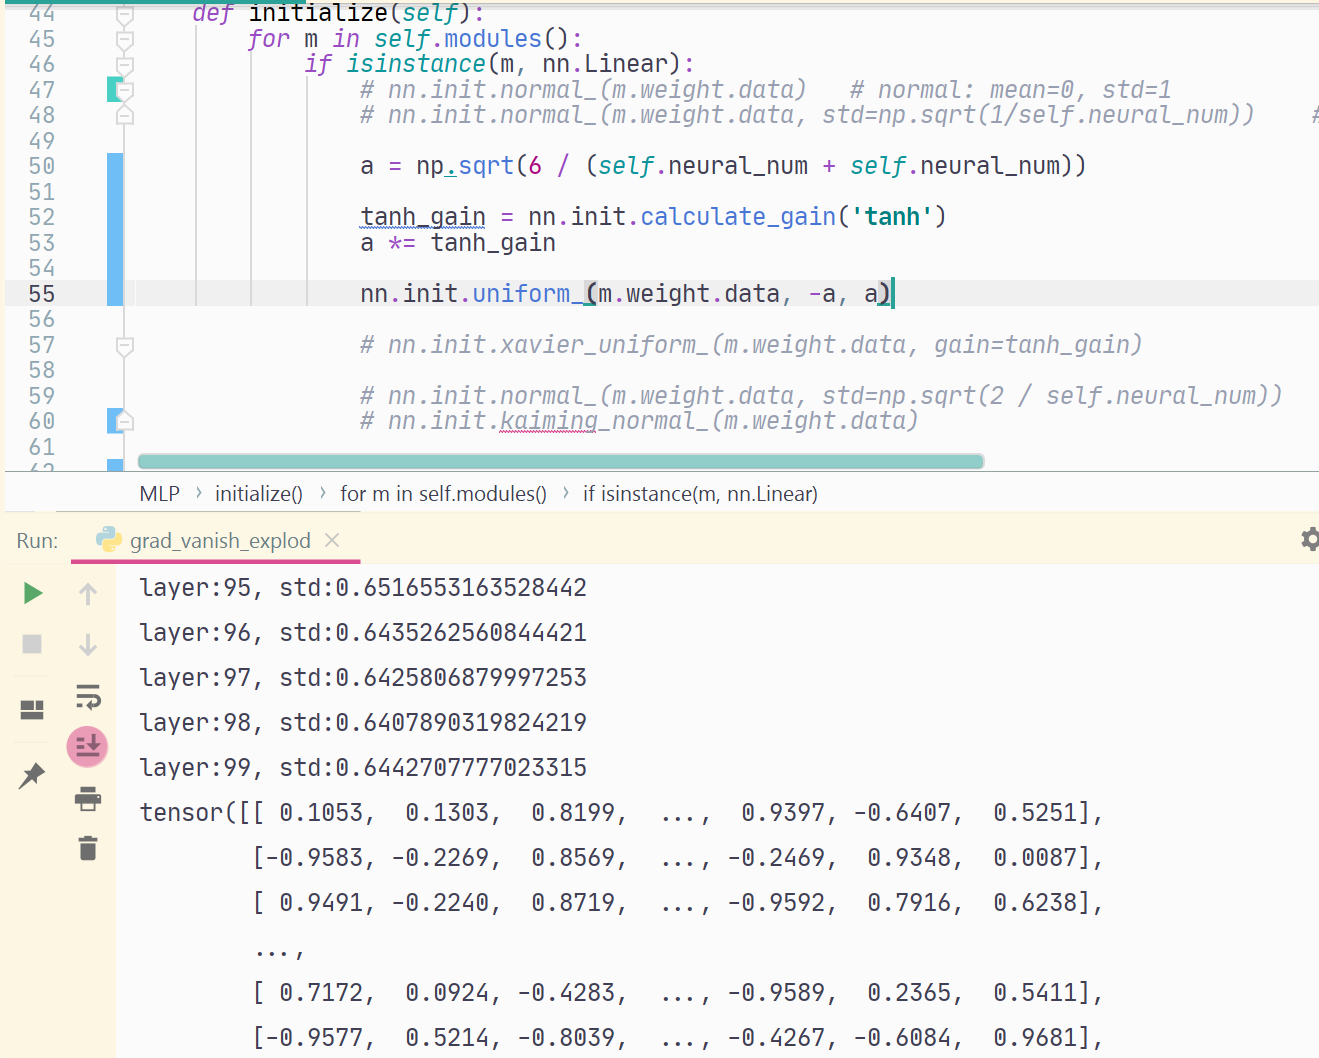 44 def initialize(self):
45 for m in self.modules():
46 if isinstance(m, nn.Linear):
47 # nn.init.normal_(m.weight.data) # normal: mean=0, std=1
48 # nn.init.normal_(m.weight.data, std=np.sqrt(1/self.neural_num)) #
49
50 a = np.sqrt(6 / (self.neural_num + self.neural_num))
51
52 tanh_gain = nn.init.calculate_gain('tanh')
53 a *= tanh_gain
54
55 nn.init.uniform_(m.weight.data, -a, a)
56
57 # nn.init.xavier_uniform_(m.weight.data, gain=tanh_gain)
58
59 # nn.init.normal_(m.weight.data, std=np.sqrt(2 / self.neural_num))
60 # nn.init.kaiming_normal_(m.weight.data)
61
62
MLP › initialize() › for m in self.modules() › if isinstance(m, nn.Linear)
Run: grad_vanish_explod ×
layer:95, std:0.6516553163528442
layer:96, std:0.6435262560844421
layer:97, std:0.6425806879997253
layer:98, std:0.6407890319824219
layer:99, std:0.6442707777023315
tensor([[ 0.1053, 0.1303, 0.8199, ..., 0.9397, -0.6407, 0.5251],
[-0.9583, -0.2269, 0.8569, ..., -0.2469, 0.9348, 0.0087],
[ 0.9491, -0.2240, 0.8719, ..., -0.9592, 0.7916, 0.6238],
...,
[ 0.7172, 0.0924, -0.4283, ..., -0.9589, 0.2365, 0.5411],
[-0.9577, 0.5214, -0.8039, ..., -0.4267, -0.6084, 0.9681],